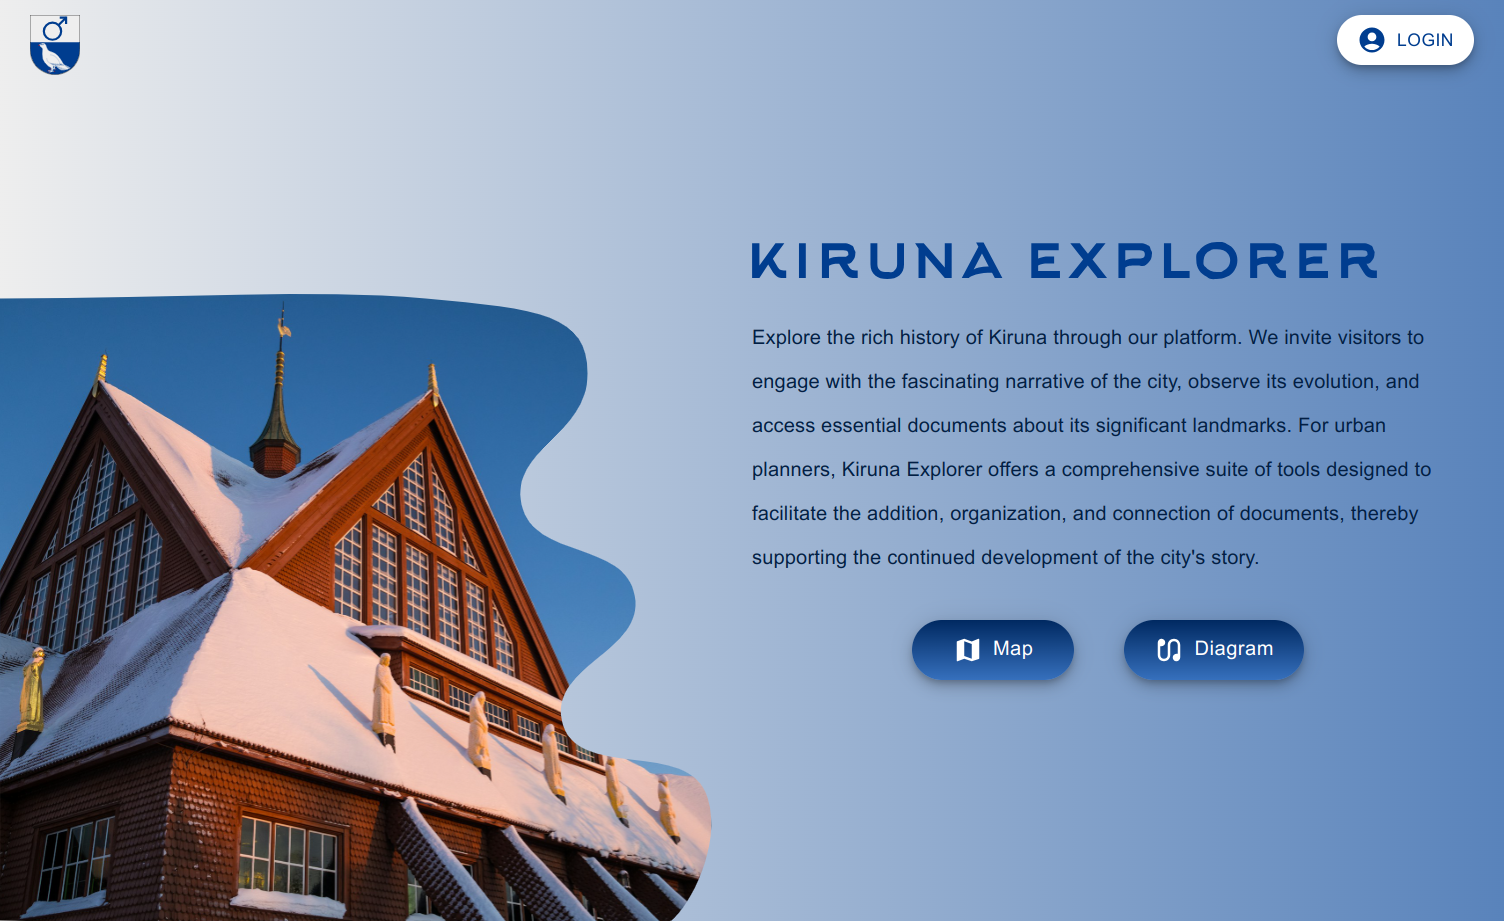 LOGIN
KIRUNA EXPLORER
Explore the rich history of Kiruna through our platform. We invite visitors to
engage with the fascinating narrative of the city, observe its evolution, and
access essential documents about its significant landmarks. For urban
planners, Kiruna Explorer offers a comprehensive suite of tools designed to
facilitate the addition, organization, and connection of documents, thereby
supporting the continued development of the city's story.
Map
Diagram